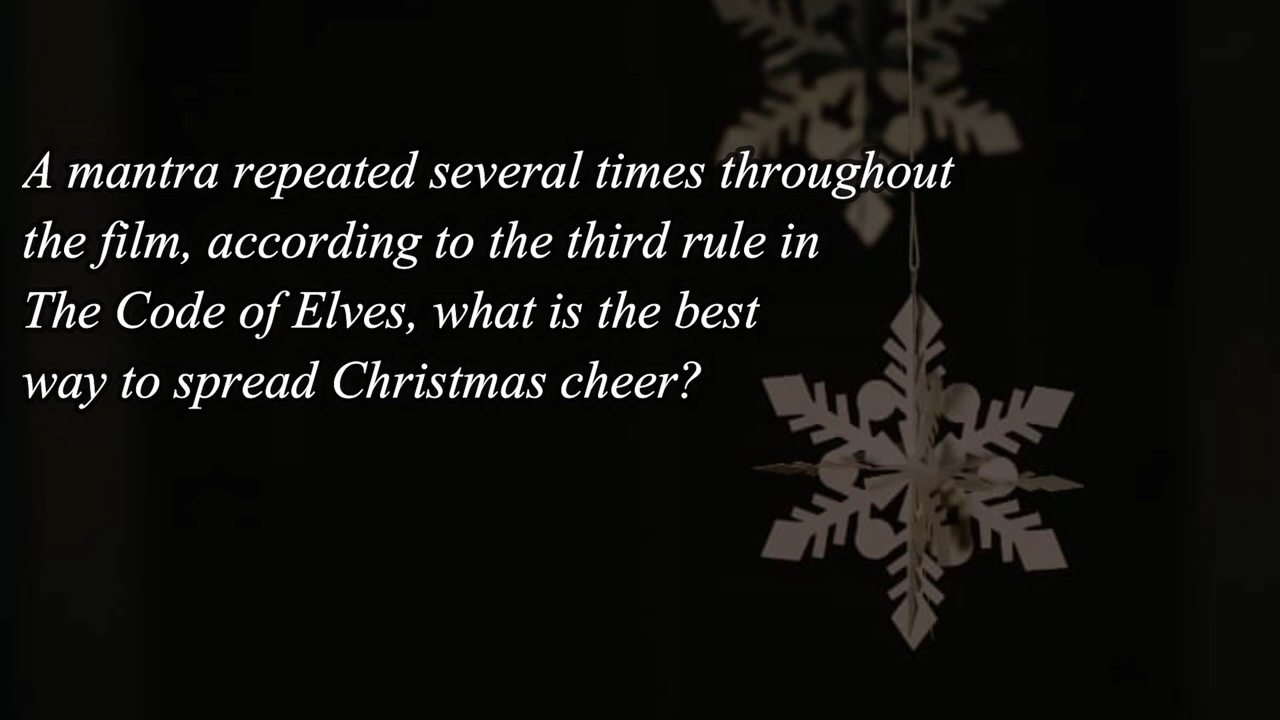 A mantra repeated several times throughout
the film, according to the third rule in
The Code of Elves, what is the best
way to spread Christmas cheer?